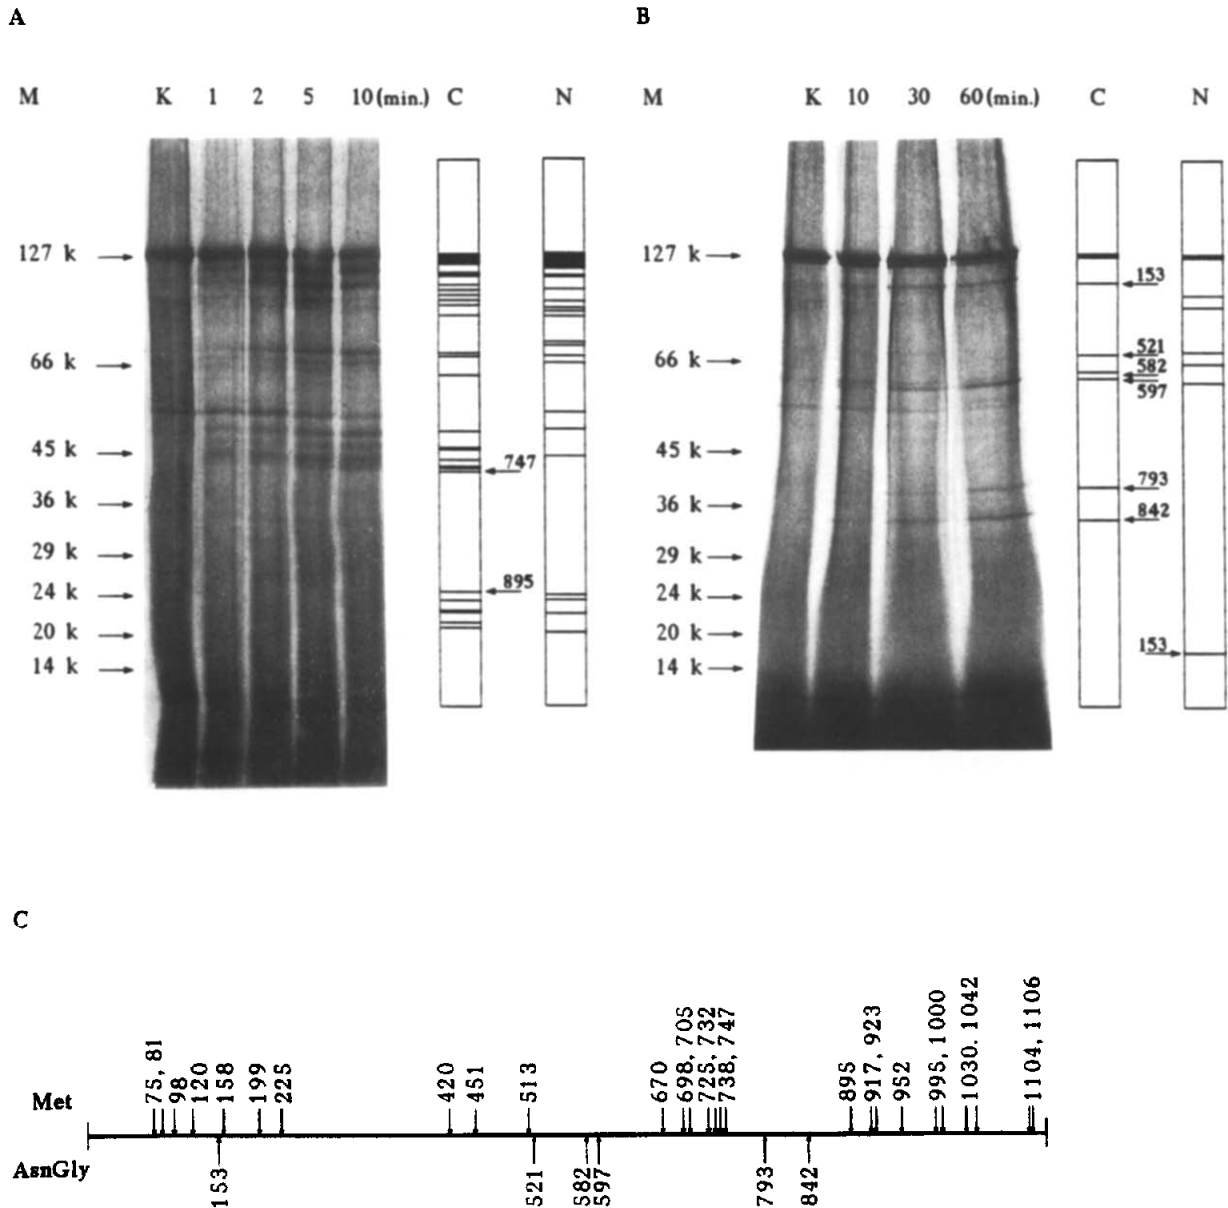 A
B
M K 1 2 5 10 (min.) C N
M K 10 30 60 (min.) C N
127 k
66 k
45 k
36 k
29 k
24 k
20 k
14 k
747
895
127 k
66 k
45 k
36 k
29 k
24 k
20 k
14 k
153
521
582
597
793
842
153
C
Met
75, 81
98
120
158
199
225
420
451
513
670
698, 705
725, 732
738, 747
895
917, 923
952
995, 1000
1030, 1042
1104, 1106
AsnGly
153
521
582
597
793
842